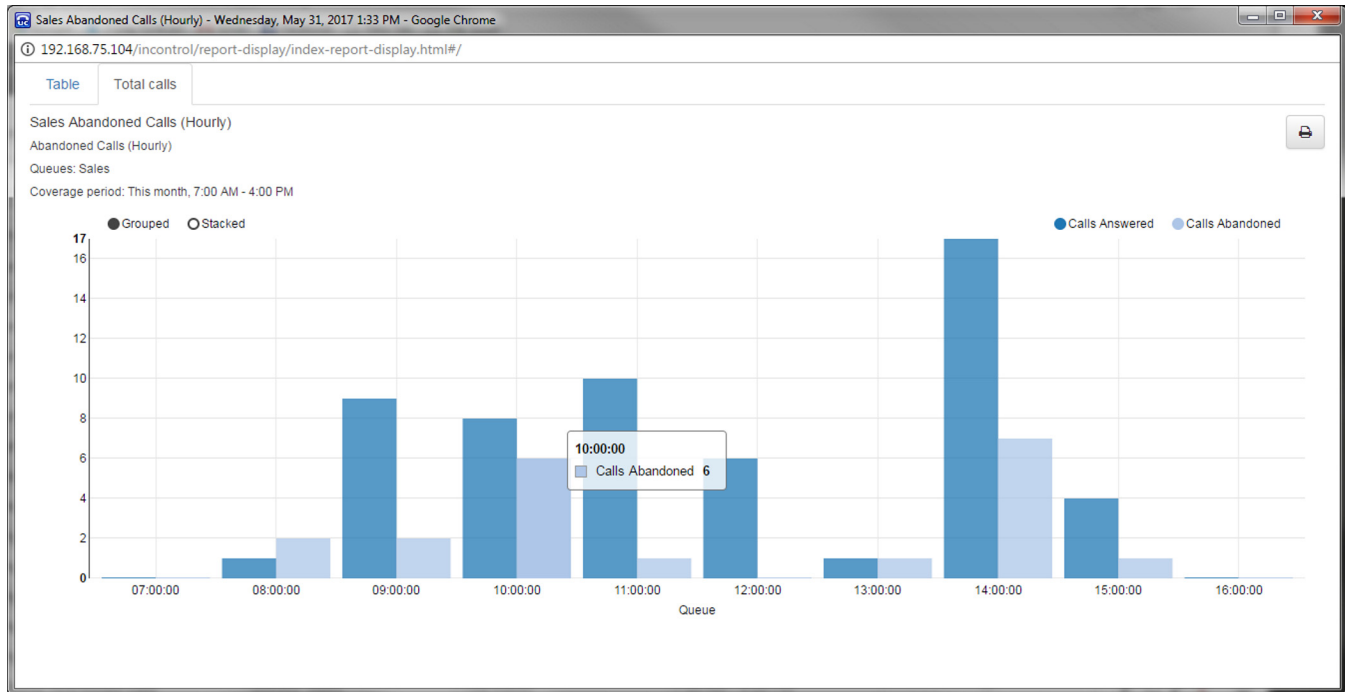 Sales Abandoned Calls (Hourly) - Wednesday, May 31, 2017 1:33 PM - Google Chrome
192.168.75.104/incontrol/report-display/index-report-display.html#/
Table Total calls
Sales Abandoned Calls (Hourly)
Abandoned Calls (Hourly)
Queues: Sales
Coverage period: This month, 7:00 AM - 4:00 PM
Grouped Stacked Calls Answered Calls Abandoned
17
16
14
12
10
8
10:00:00
6
Calls Abandoned 6
4
2
0
07:00:00 08:00:00 09:00:00 10:00:00 11:00:00 12:00:00 13:00:00 14:00:00 15:00:00 16:00:00
Queue